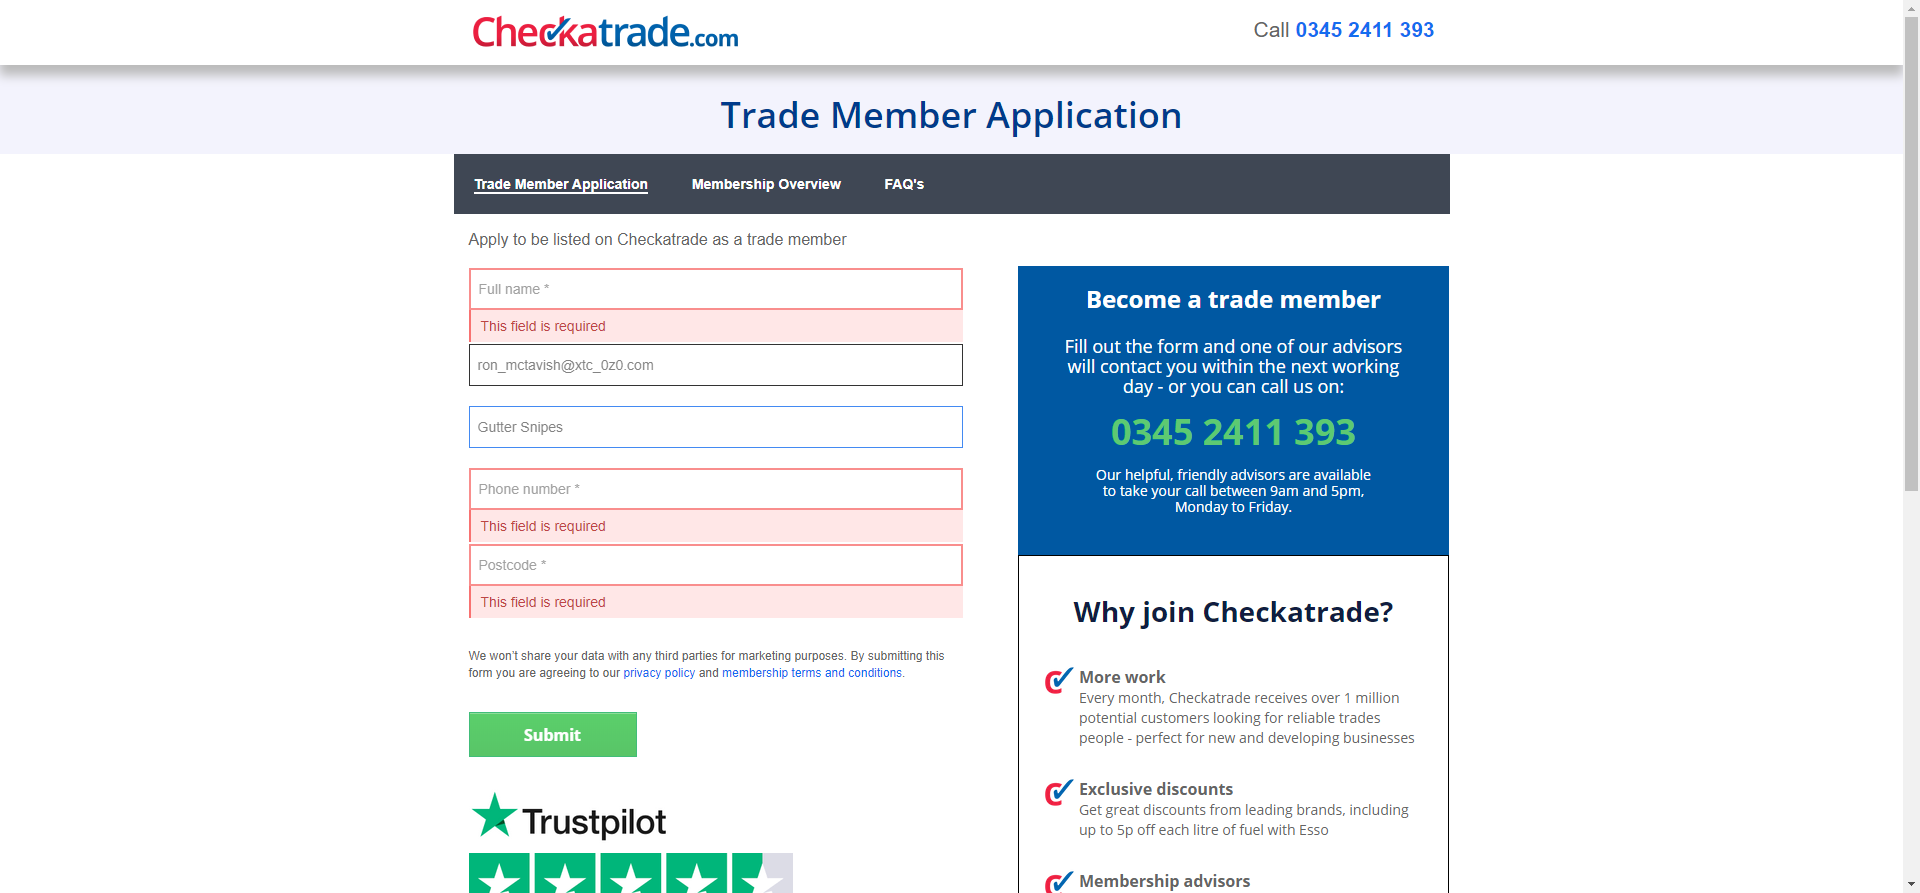 Checkatrade.com
Call 0345 2411 393
Trade Member Application
Trade Member Application
Membership Overview
FAQ's
Apply to be listed on Checkatrade as a trade member
Full name *
This field is required
ron_mctavish@xtc_0z0.com
Gutter Snipes
Phone number *
This field is required
Postcode *
This field is required
We won't share your data with any third parties for marketing purposes. By submitting this
form you are agreeing to our privacy policy and membership terms and conditions.
Submit
Trustpilot
Become a trade member
Fill out the form and one of our advisors
will contact you within the next working
day - or you can call us on:
0345 2411 393
Our helpful, friendly advisors are available
to take your call between 9am and 5pm,
Monday to Friday.
Why join Checkatrade?
More work
Every month, Checkatrade receives over 1 million
potential customers looking for reliable trades
people - perfect for new and developing businesses
Exclusive discounts
Get great discounts from leading brands, including
up to 5p off each litre of fuel with Esso
Membership advisors